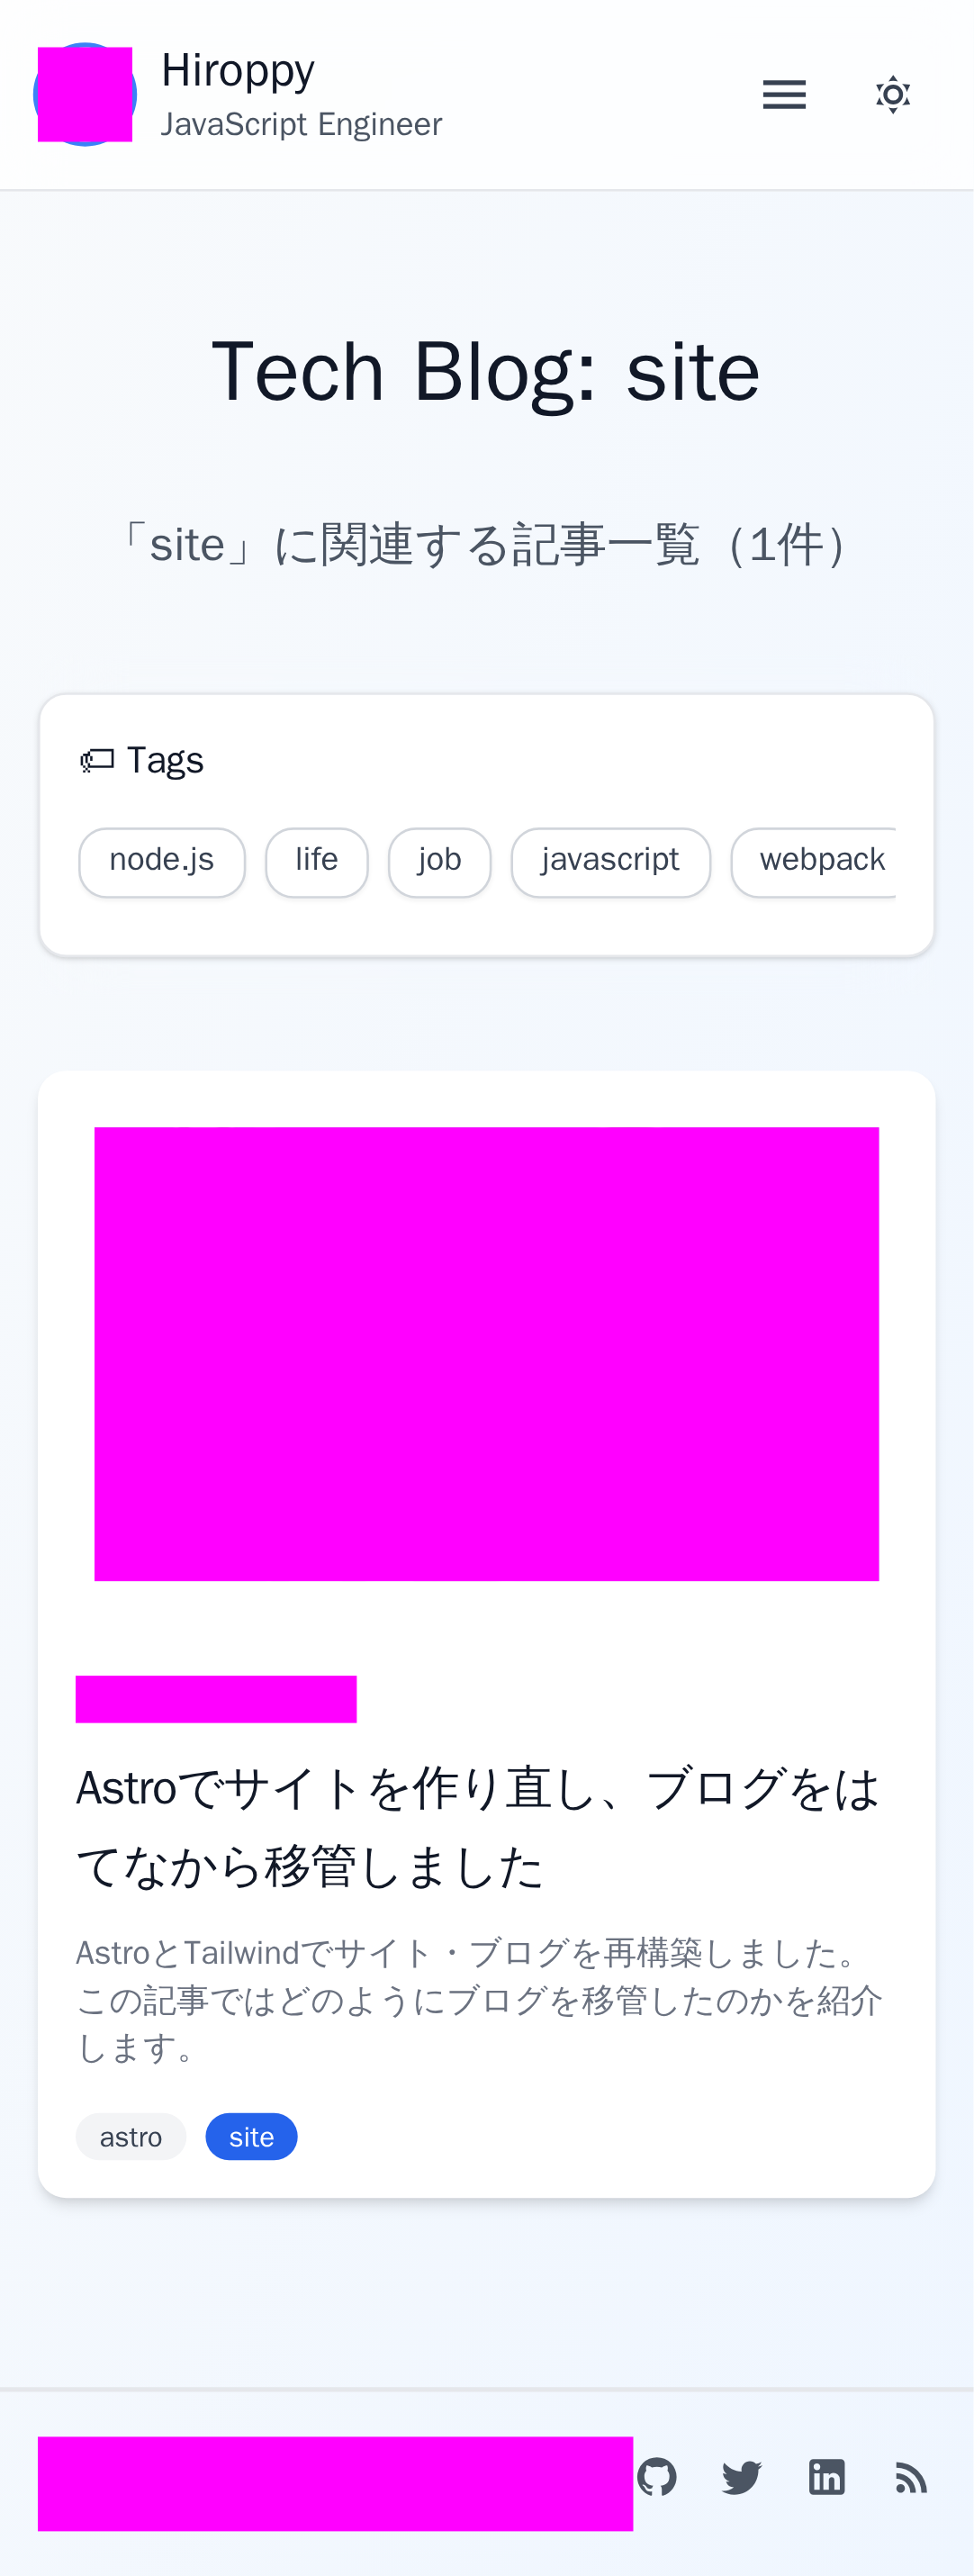 Hiroppy
JavaScript Engineer
Tech Blog: site
「site」に関連する記事一覧（1件）
🏷 Tags
node.js life job javascript webpack
Astroでサイトを作り直し、ブログをは
てなから移管しました
AstroとTailwindでサイト・ブログを再構築しました。
この記事ではどのようにブログを移管したのかを紹介
します。
astro site